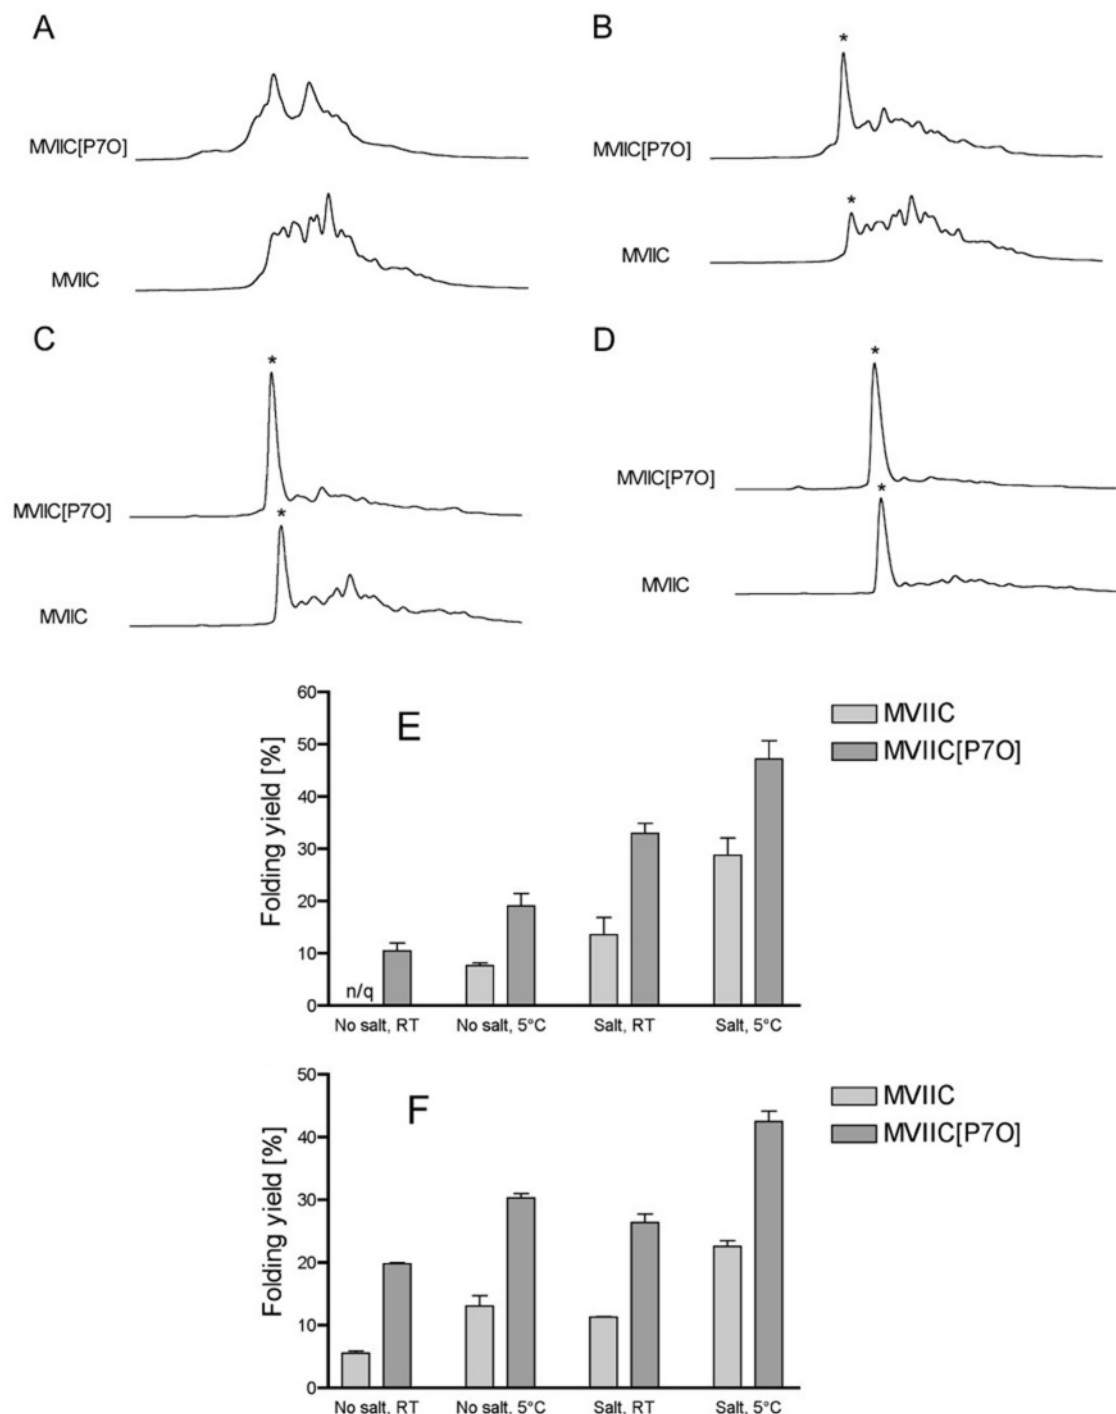 A
B
*
MVIIC[P7O]
MVIIC[P7O]
*
MVIIC
MVIIC
C
D
*
*
MVIIC[P7O]
MVIIC[P7O]
*
*
MVIIC
MVIIC
60
E
MVIIC
50
MVIIC[P7O]
40
Folding yield [%]
30
20
10
n/q
0
No salt, RT No salt, 5°C Salt, RT Salt, 5°C
50
F
MVIIC
40
MVIIC[P7O]
Folding yield [%]
30
20
10
0
No salt, RT No salt, 5°C Salt, RT Salt, 5°C